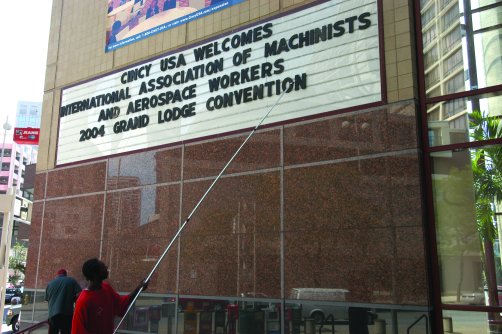 CINCY USA WELCOMES
INTERNATIONAL ASSOCIATION OF MACHINISTS
AND AEROSPACE WORKERS
2004 GRAND LODGE CONVENTION